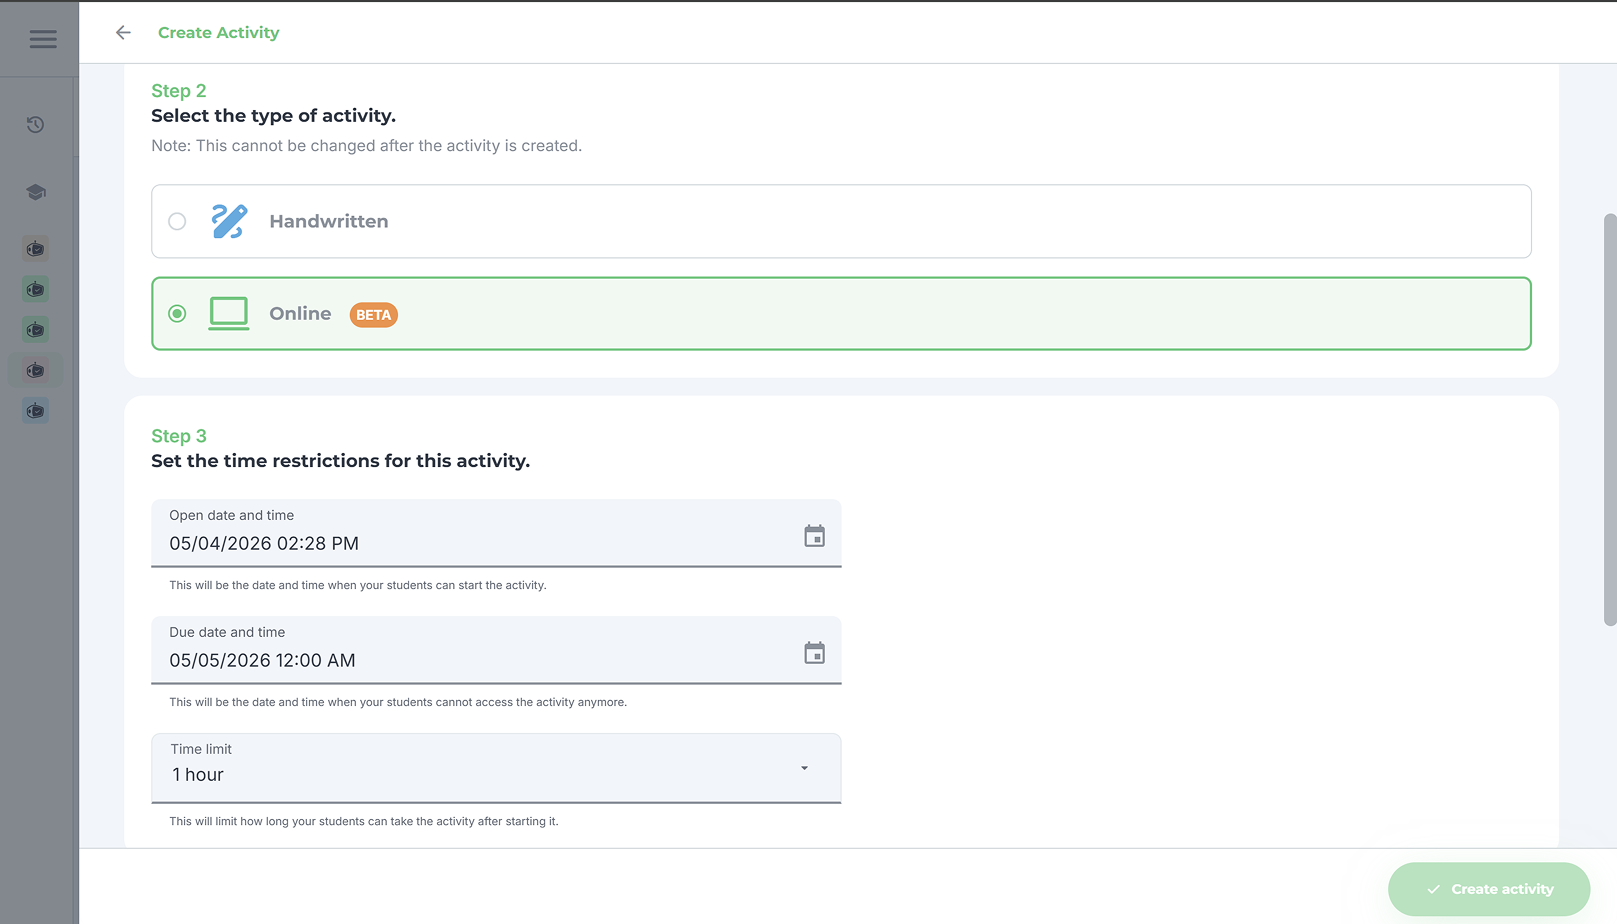 Create Activity
Step 2
Select the type of activity.
Note: This cannot be changed after the activity is created.
Handwritten
Online BETA
Step 3
Set the time restrictions for this activity.
Open date and time
05/04/2026 02:28 PM
This will be the date and time when your students can start the activity.
Due date and time
05/05/2026 12:00 AM
This will be the date and time when your students cannot access the activity anymore.
Time limit
1 hour
This will limit how long your students can take the activity after starting it.
Create activity